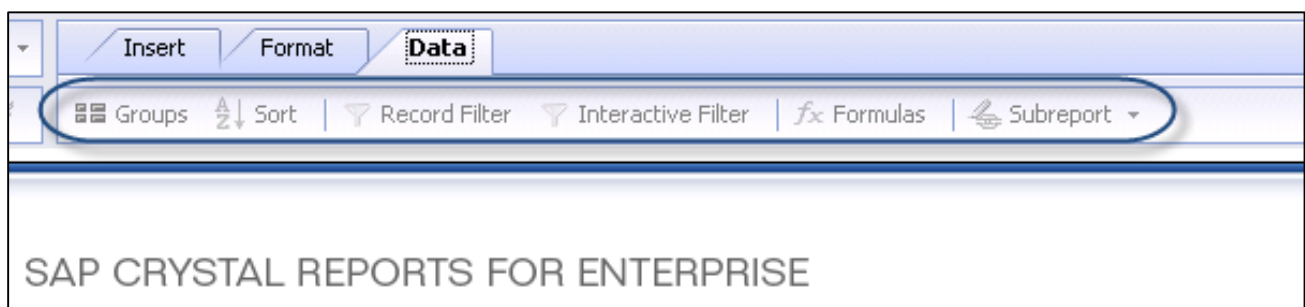 Insert Format Data
Groups Sort Record Filter Interactive Filter Formulas Subreport
SAP CRYSTAL REPORTS FOR ENTERPRISE